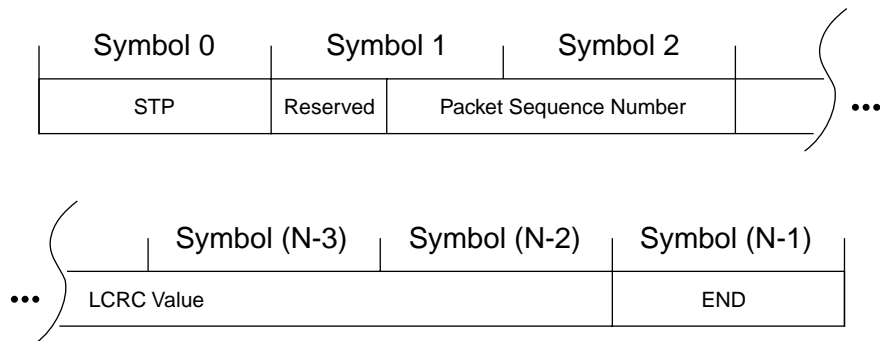 Symbol 0 Symbol 1 Symbol 2
STP Reserved Packet Sequence Number
•••
Symbol (N-3) Symbol (N-2) Symbol (N-1)
••• LCRC Value END